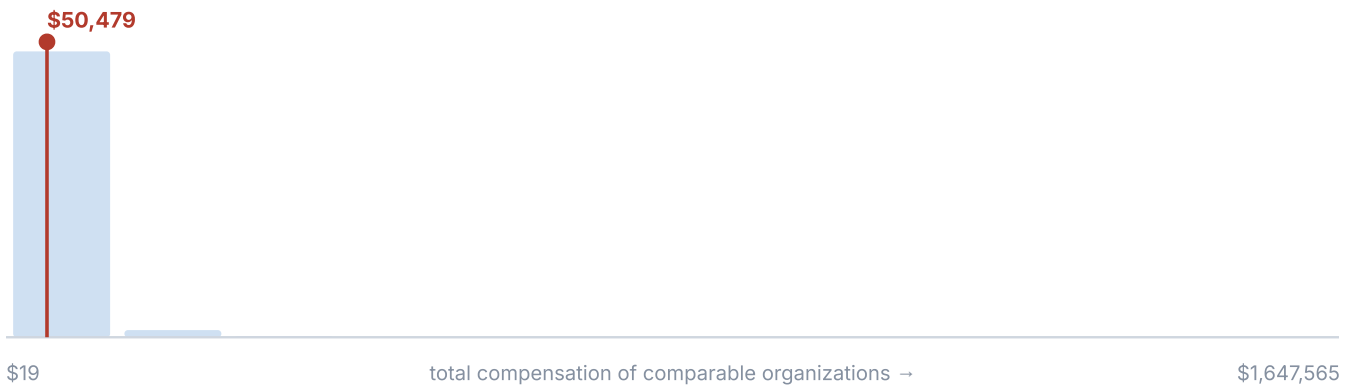 $50,479
$19
total compensation of comparable organizations →
$1,647,565